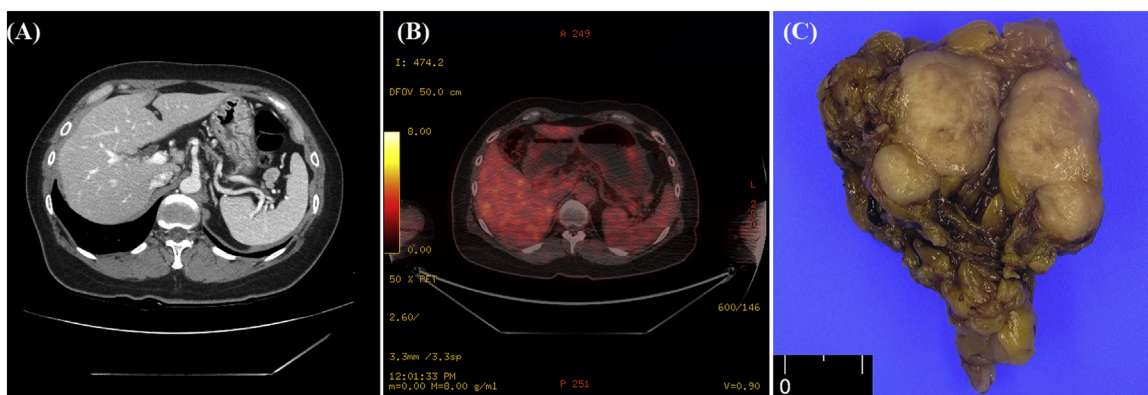 (A)
(B)
(C)
A 249
I: 474.2
DFOV 50.0 cm
8.00
0.00
50 % PET
600/146
2.60/
3.3mm /3.3sp
12:01:33 PM
m=0.00 M=8.00 g/ml
P 251
V=0.90
0